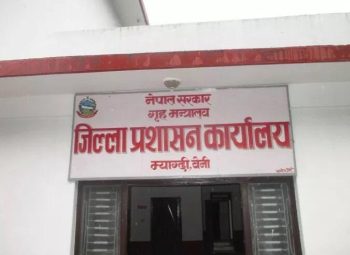 नेपाल सरकार
गृह मन्त्रालय
जिल्ला प्रशासन कार्यालय
म्याग्दी, वेनी